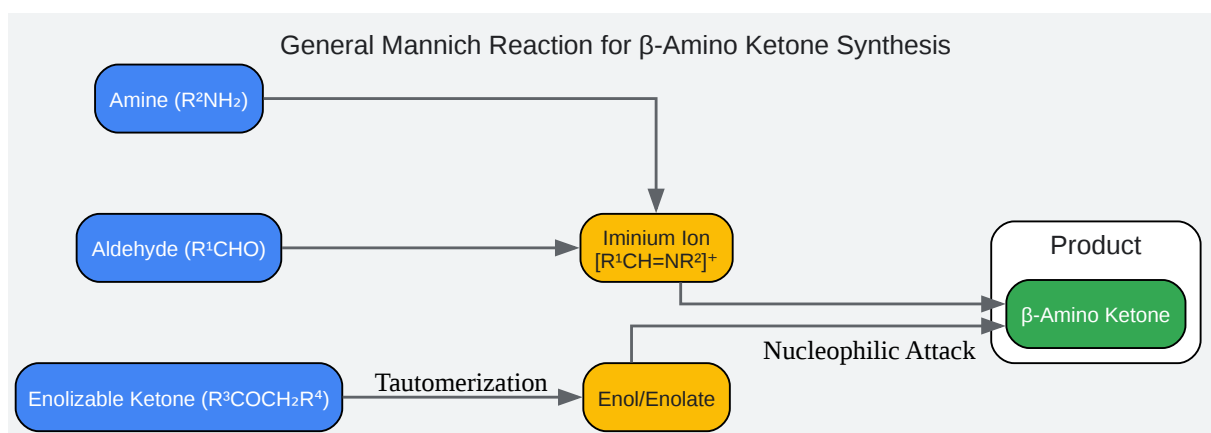 General Mannich Reaction for β-Amino Ketone Synthesis
Amine (R²NH₂)
Aldehyde (R¹CHO)
Iminium Ion
[R¹CH=NR²]⁺
Product
β-Amino Ketone
Nucleophilic Attack
Enolizable Ketone (R³COCH₂R⁴)
Tautomerization
Enol/Enolate